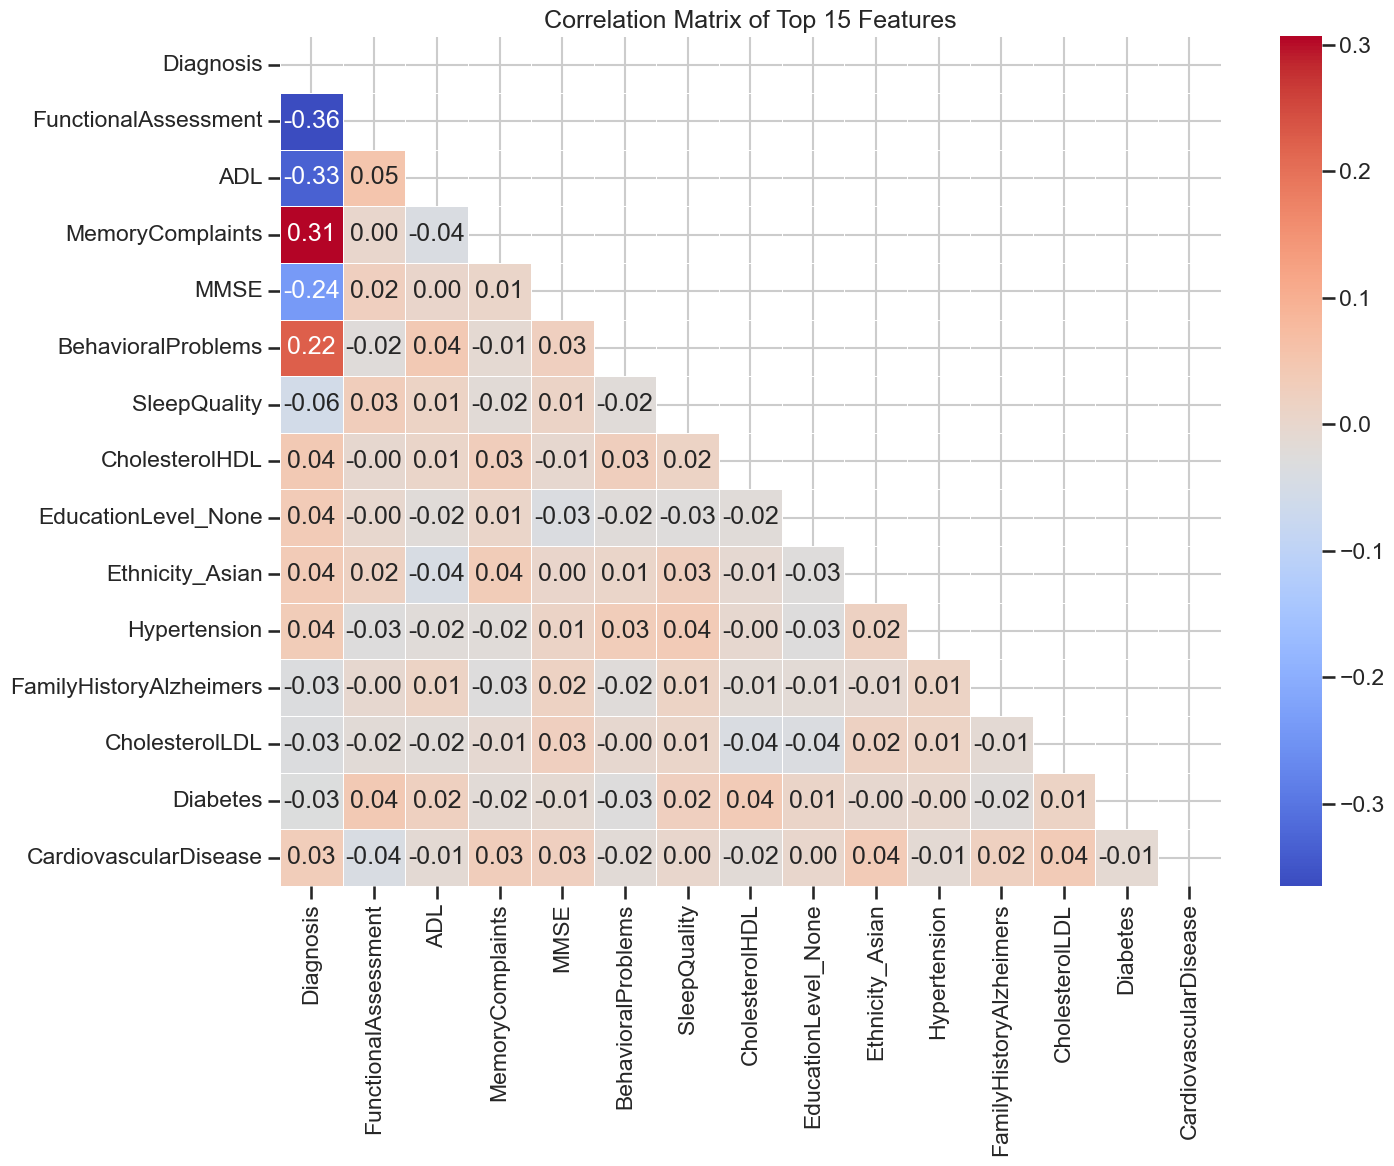 Correlation Matrix of Top 15 Features
Diagnosis
FunctionalAssessment -0.36
ADL -0.33 0.05
MemoryComplaints 0.31 0.00 -0.04
MMSE -0.24 0.02 0.00 0.01
BehavioralProblems 0.22 -0.02 0.04 -0.01 0.03
SleepQuality -0.06 0.03 0.01 -0.02 0.01 -0.02
CholesterolHDL 0.04 -0.00 0.01 0.03 -0.01 0.03 0.02
EducationLevel_None 0.04 -0.00 -0.02 0.01 -0.03 -0.02 -0.03 -0.02
Ethnicity_Asian 0.04 0.02 -0.04 0.04 0.00 0.01 0.03 -0.01 -0.03
Hypertension 0.04 -0.03 -0.02 -0.02 0.01 0.03 0.04 -0.00 -0.03 0.02
FamilyHistoryAlzheimers -0.03 -0.00 0.01 -0.03 0.02 -0.02 0.01 -0.01 -0.01 -0.01 0.01
CholesterolLDL -0.03 -0.02 -0.02 -0.01 0.03 -0.00 0.01 -0.04 -0.04 0.02 0.01 -0.01
Diabetes -0.03 0.04 0.02 -0.02 -0.01 -0.03 0.02 0.04 0.01 -0.00 -0.00 -0.02 0.01
CardiovascularDisease 0.03 -0.04 -0.01 0.03 0.03 -0.02 0.00 -0.02 0.00 0.04 -0.01 0.02 0.04 -0.01
Diagnosis
FunctionalAssessment
ADL
MemoryComplaints
MMSE
BehavioralProblems
SleepQuality
CholesterolHDL
EducationLevel_None
Ethnicity_Asian
Hypertension
FamilyHistoryAlzheimers
CholesterolLDL
Diabetes
CardiovascularDisease
0.3
0.2
0.1
0.0
−0.1
−0.2
−0.3